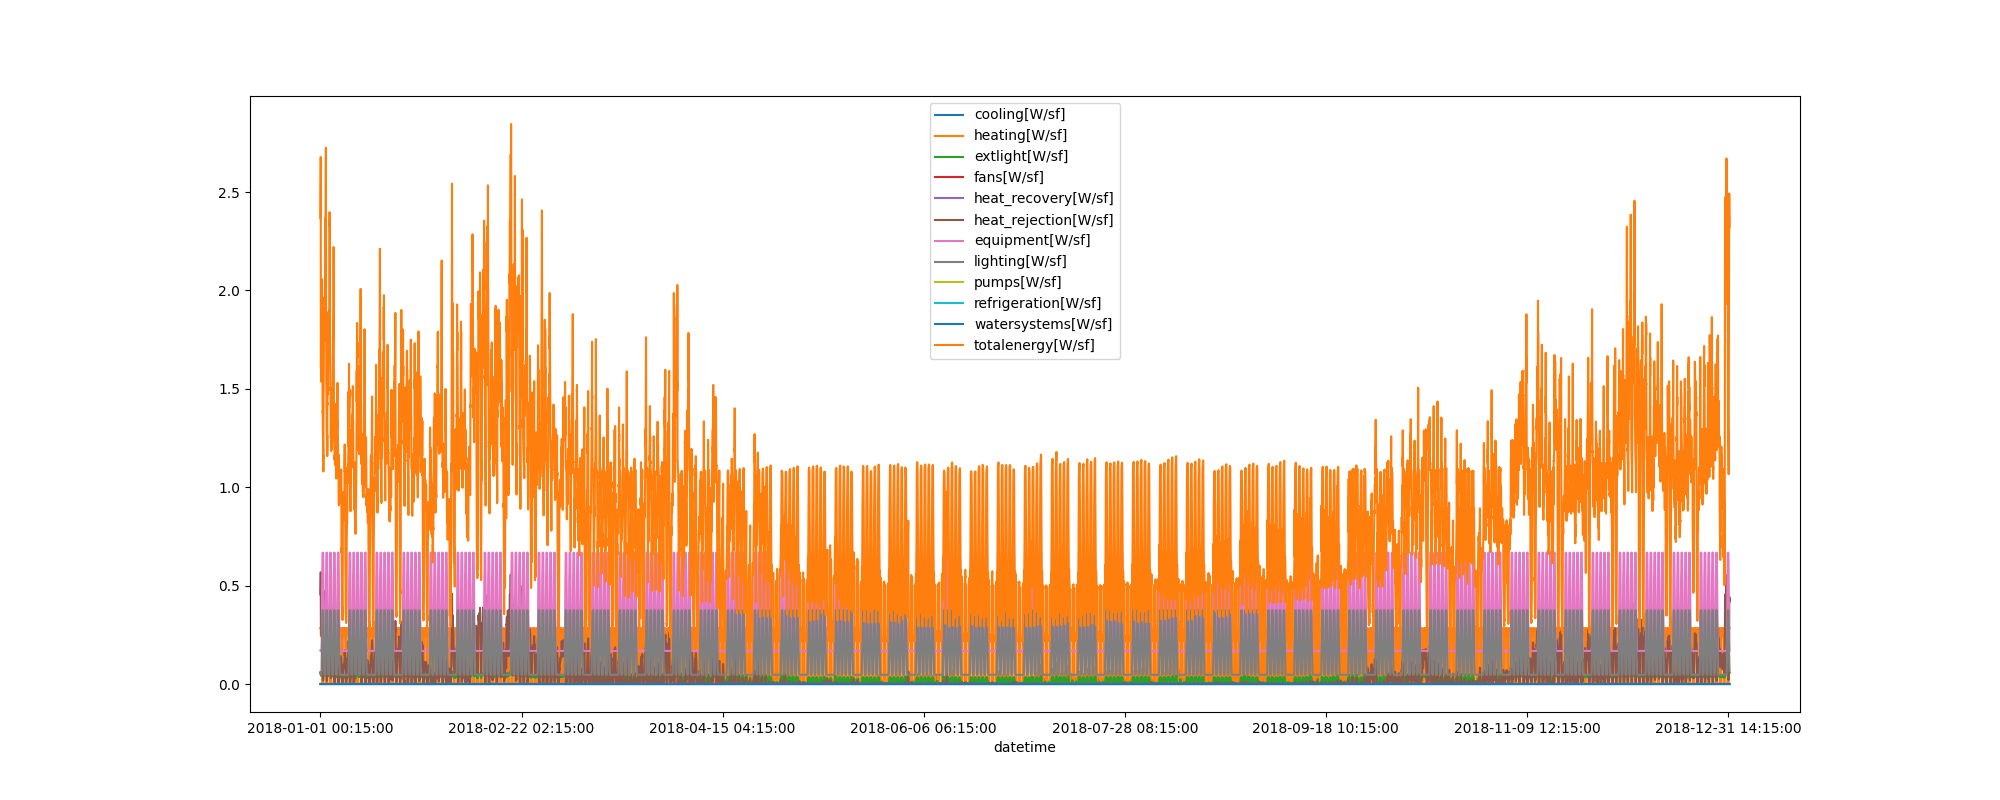 cooling[W/sf]
heating[W/sf]
extlight[W/sf]
fans[W/sf]
heat_recovery[W/sf]
heat_rejection[W/sf]
equipment[W/sf]
lighting[W/sf]
pumps[W/sf]
refrigeration[W/sf]
watersystems[W/sf]
totalenergy[W/sf]
2.5
2.0
1.5
1.0
0.5
0.0
2018-01-01 00:15:00 2018-02-22 02:15:00 2018-04-15 04:15:00 2018-06-06 06:15:00 2018-07-28 08:15:00 2018-09-18 10:15:00 2018-11-09 12:15:00 2018-12-31 14:15:00
datetime